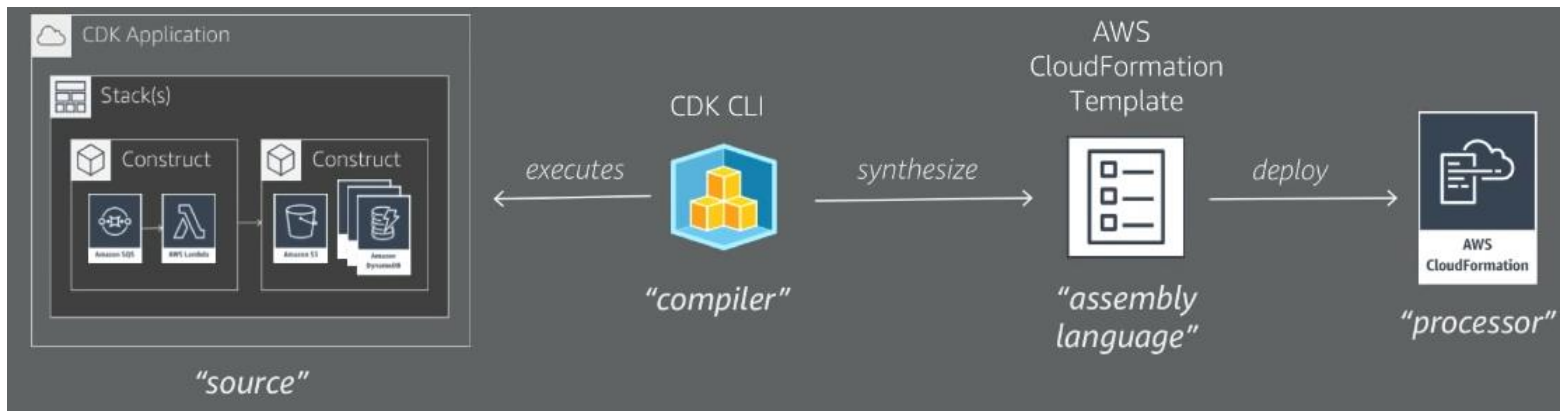 CDK Application
Stack(s)
Construct
Construct
Amazon SQS
AWS Lambda
Amazon S3
Amazon
DynamoDB
"source"
executes
CDK CLI
"compiler"
synthesize
AWS
CloudFormation
Template
"assembly
language"
deploy
AWS
CloudFormation
"processor"